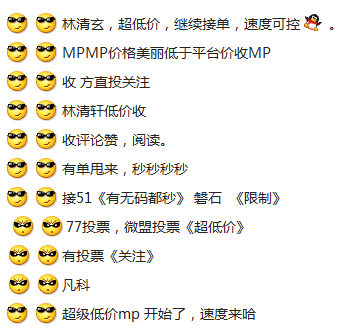 林清玄，超低价，继续接单，速度可控 。
MPMP价格美丽低于平台价收MP
收 方直投关注
林清轩低价收
收评论赞，阅读。
有单甩来，秒秒秒秒
接51《有无码都秒》 磐石 《限制》
77投票，微盟投票《超低价》
有投票《关注》
凡科
超级低价mp 开始了，速度来哈